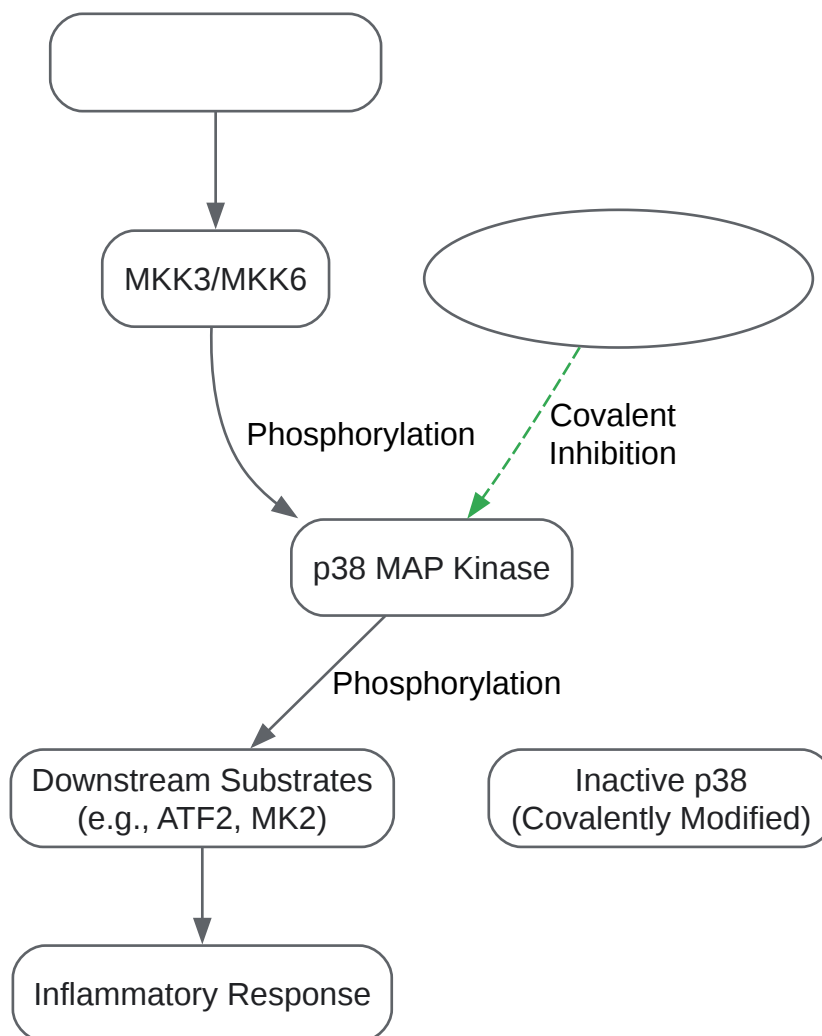 MKK3/MKK6
Phosphorylation
Covalent
Inhibition
p38 MAP Kinase
Phosphorylation
Downstream Substrates
(e.g., ATF2, MK2)
Inactive p38
(Covalently Modified)
Inflammatory Response